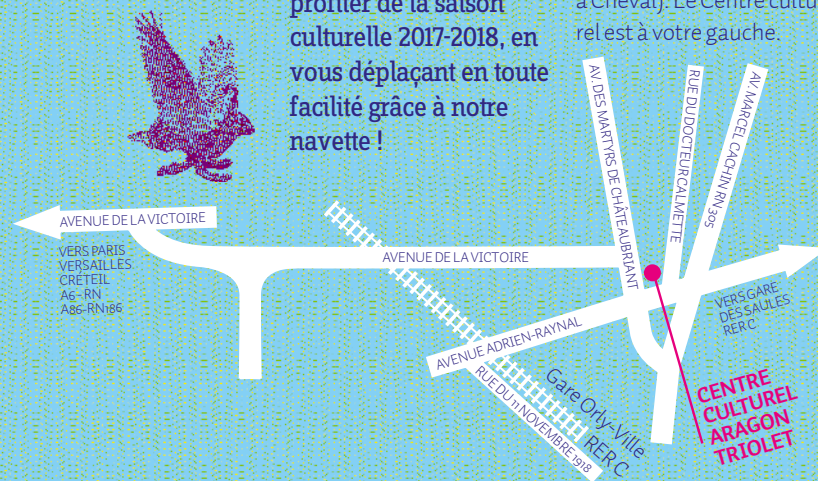 profiter de la saison
culturelle 2017-2018, en
vous déplaçant en toute
facilité grâce à notre
navette !
à Cheval). Le Centre cultu
rel est à votre gauche.
AV. DES MARTYRS DE CHÂTEAUBRIANT
RUE DU DOCTEUR CALMETTE
AV. MARCEL CACHIN RN 305
AVENUE DE LA VICTOIRE
VERS PARIS
VERSAILLES
CRÉTEIL
A6-RN
A86-RN186
AVENUE DE LA VICTOIRE
VERS GARE
DES SAULES
RER C
AVENUE ADRIEN-RAYNAL
RUE DU 11 NOVEMBRE 1918
Gare Orly-Ville
RER C
CENTRE
CULTUREL
ARAGON
TRIOLET